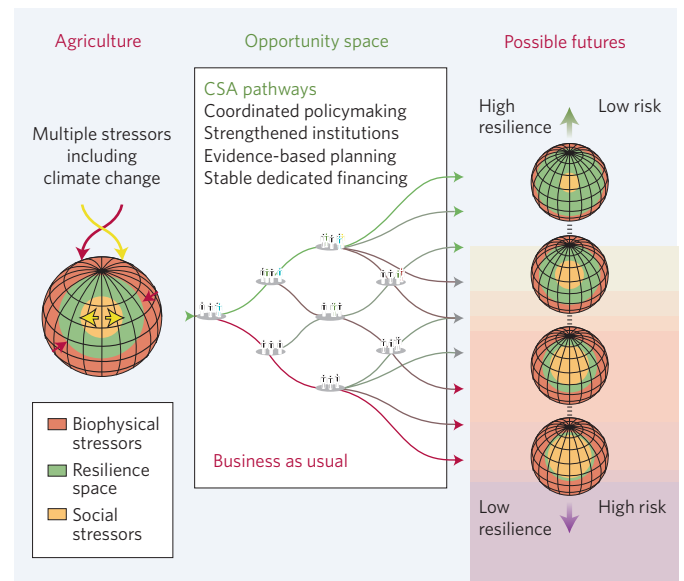 Agriculture
Opportunity space
Possible futures
Multiple stressors
including
climate change
CSA pathways
Coordinated policymaking
Strengthened institutions
Evidence-based planning
Stable dedicated financing
Business as usual
High
resilience
Low risk
Low
resilience
High risk
Biophysical
stressors
Resilience
space
Social
stressors